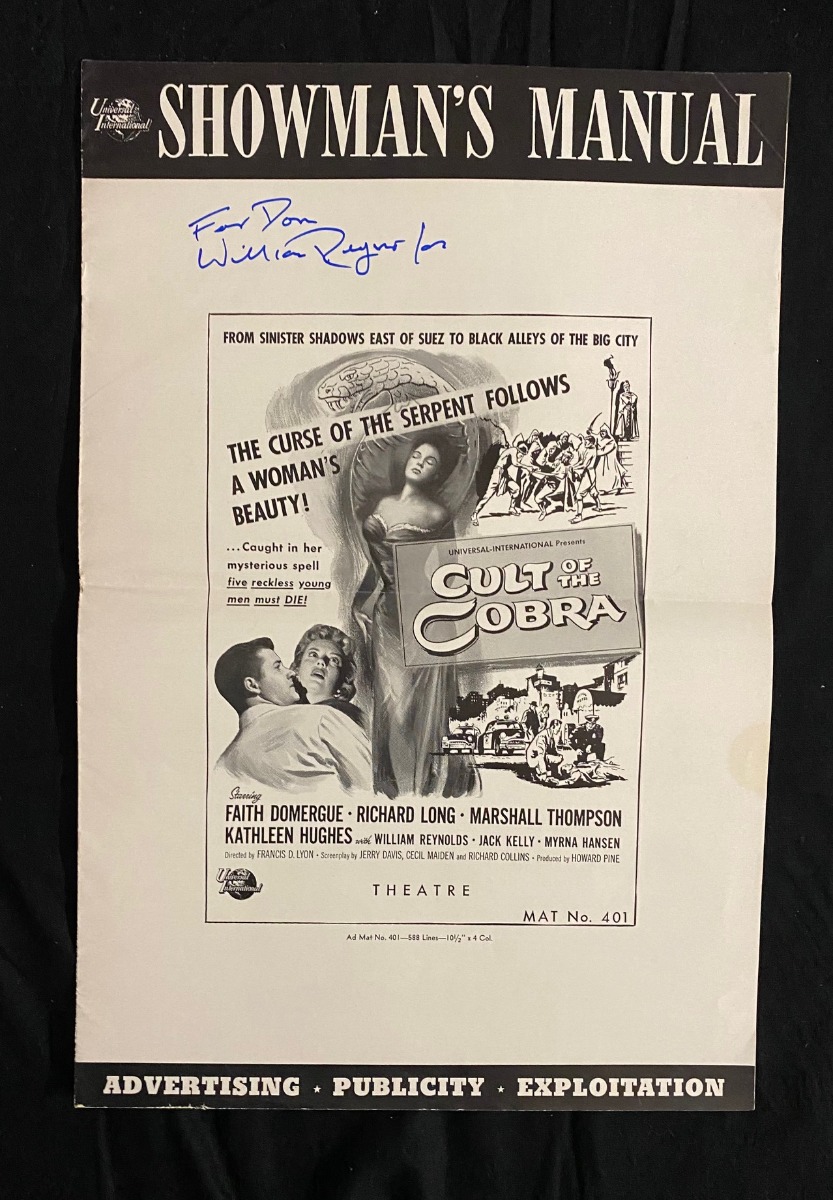 Universal International
SHOWMAN'S MANUAL
For Don
William Reynolds
FROM SINISTER SHADOWS EAST OF SUEZ TO BLACK ALLEYS OF THE BIG CITY
THE CURSE OF THE SERPENT FOLLOWS
A WOMAN'S
BEAUTY!
...Caught in her
mysterious spell
five reckless young
men must DIE!
UNIVERSAL-INTERNATIONAL Presents
CULT OF THE
COBRA
Starring
FAITH DOMERGUE · RICHARD LONG · MARSHALL THOMPSON
KATHLEEN HUGHES with WILLIAM REYNOLDS · JACK KELLY · MYRNA HANSEN
Directed by FRANCIS D. LYON · Screenplay by JERRY DAVIS, CECIL MAIDEN and RICHARD COLLINS · Produced by HOWARD PINE
Universal International
THEATRE
MAT No. 401
Ad Mat No. 401—588 Lines—10½" x 4 Col.
ADVERTISING ★ PUBLICITY ★ EXPLOITATION